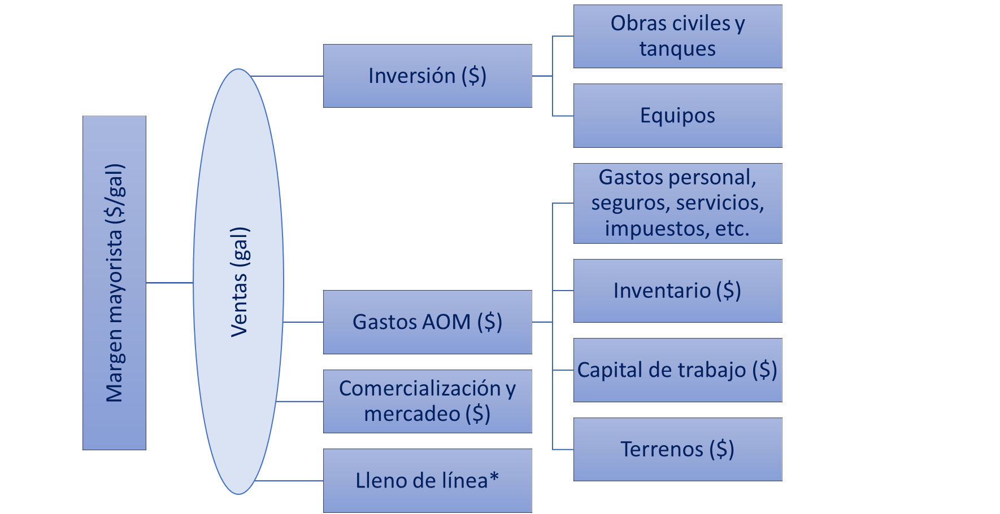 Margen mayorista ($/gal)
Ventas (gal)
Inversión ($)
Obras civiles y
tanques
Equipos
Gastos AOM ($)
Gastos personal,
seguros, servicios,
impuestos, etc.
Inventario ($)
Capital de trabajo ($)
Terrenos ($)
Comercialización y
mercadeo ($)
Lleno de línea*